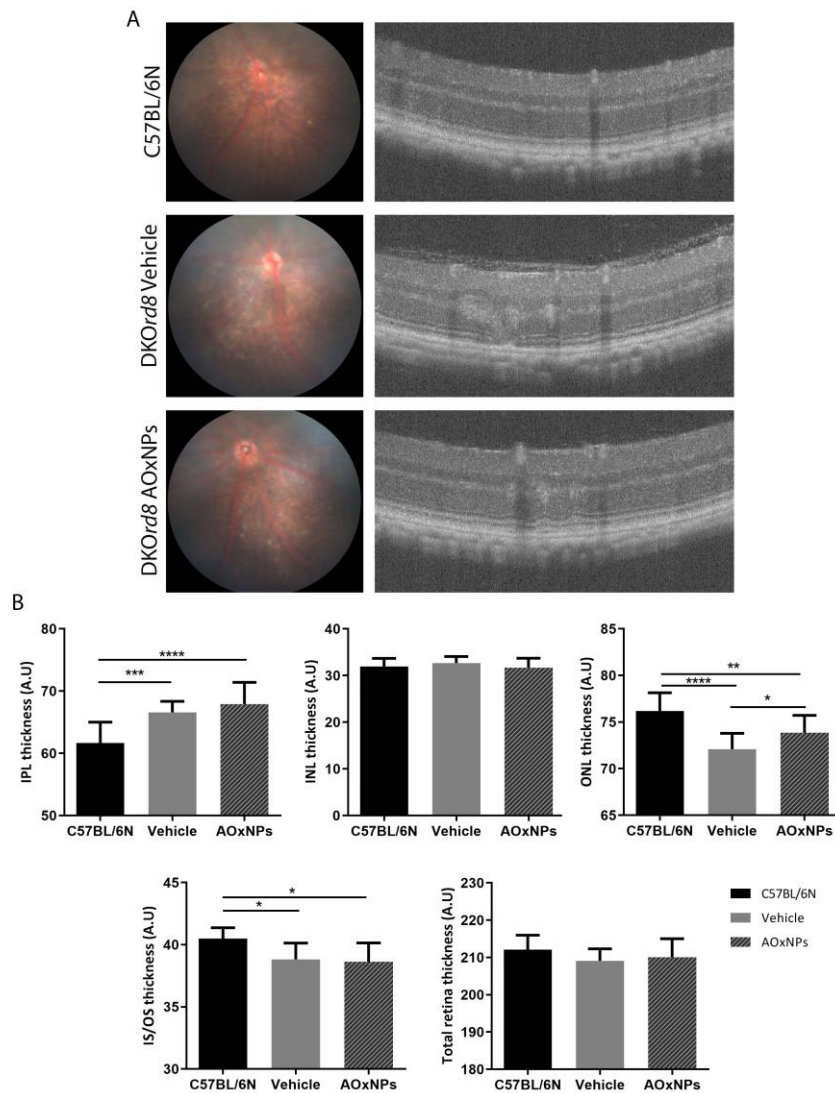 A
C57BL/6N
DKOrd8 Vehicle
DKOrd8 AOxNPs
B
IPL thickness (A.U)
80
70
60
50
****
***
C57BL/6N Vehicle AOxNPs
INL thickness (A.U)
40
30
20
10
0
C57BL/6N Vehicle AOxNPs
ONL thickness (A.U)
85
80
75
70
65
**
****
*
C57BL/6N Vehicle AOxNPs
IS/OS thickness (A.U)
45
40
35
30
*
*
C57BL/6N Vehicle AOxNPs
Total retina thickness (A.U)
230
220
210
200
190
180
C57BL/6N Vehicle AOxNPs
C57BL/6N
Vehicle
AOxNPs